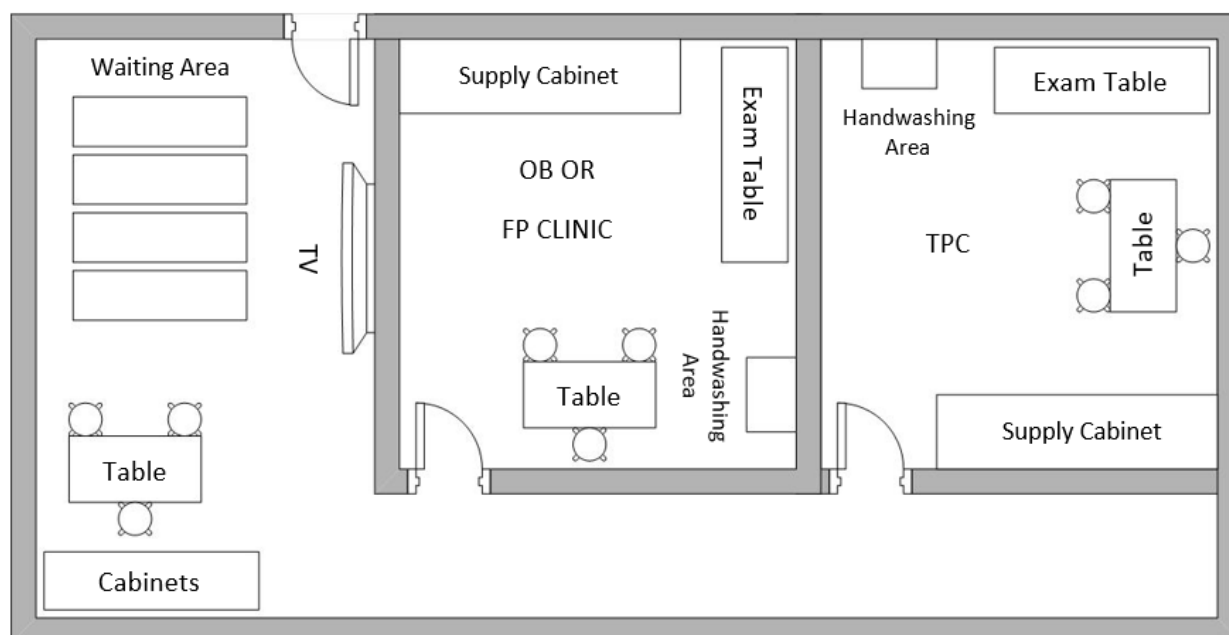 Waiting Area
TV
Table
Cabinets
Supply Cabinet
Exam Table
OB OR
FP CLINIC
Handwashing
Area
Table
Handwashing
Area
Exam Table
TPC
Table
Supply Cabinet